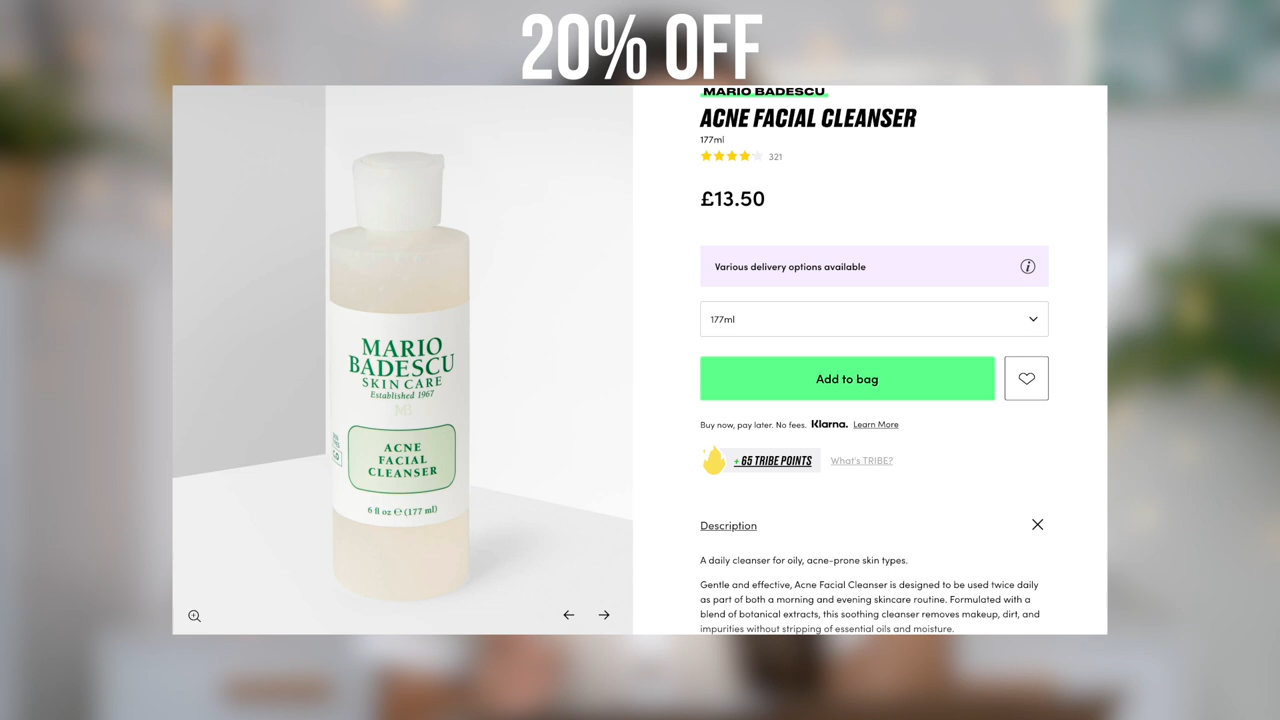 20% OFF
MARIO BADESCU
ACNE FACIAL CLEANSER
177ml
321
£13.50
Various delivery options available
177ml
Add to bag
Buy now, pay later. No fees. Klarna. Learn More
+ 65 TRIBE POINTS What's TRIBE?
Description
A daily cleanser for oily, acne-prone skin types.
Gentle and effective, Acne Facial Cleanser is designed to be used twice daily
as part of both a morning and evening skincare routine. Formulated with a
blend of botanical extracts, this soothing cleanser removes makeup, dirt, and
impurities without stripping of essential oils and moisture.
MARIO
BADESCU
SKIN CARE
Established 1967
MB
ACNE
FACIAL
CLEANSER
6 fl oz ℮ (177 ml)